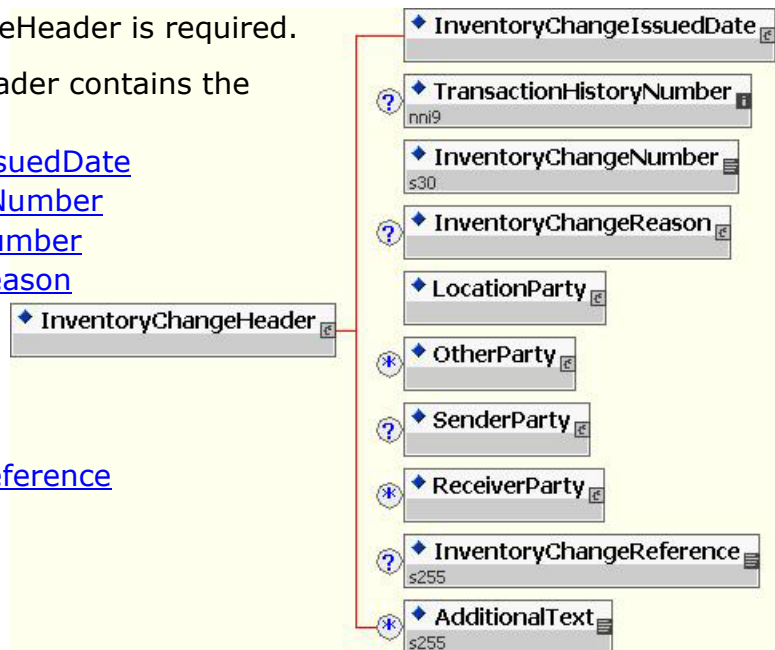 eHeader is required.
ader contains the
suedDate
Number
umber
eason
eference
InventoryChangeHeader
InventoryChangeIssuedDate
? TransactionHistoryNumber
nni9
InventoryChangeNumber
s30
? InventoryChangeReason
LocationParty
* OtherParty
? SenderParty
* ReceiverParty
? InventoryChangeReference
s255
* AdditionalText
s255